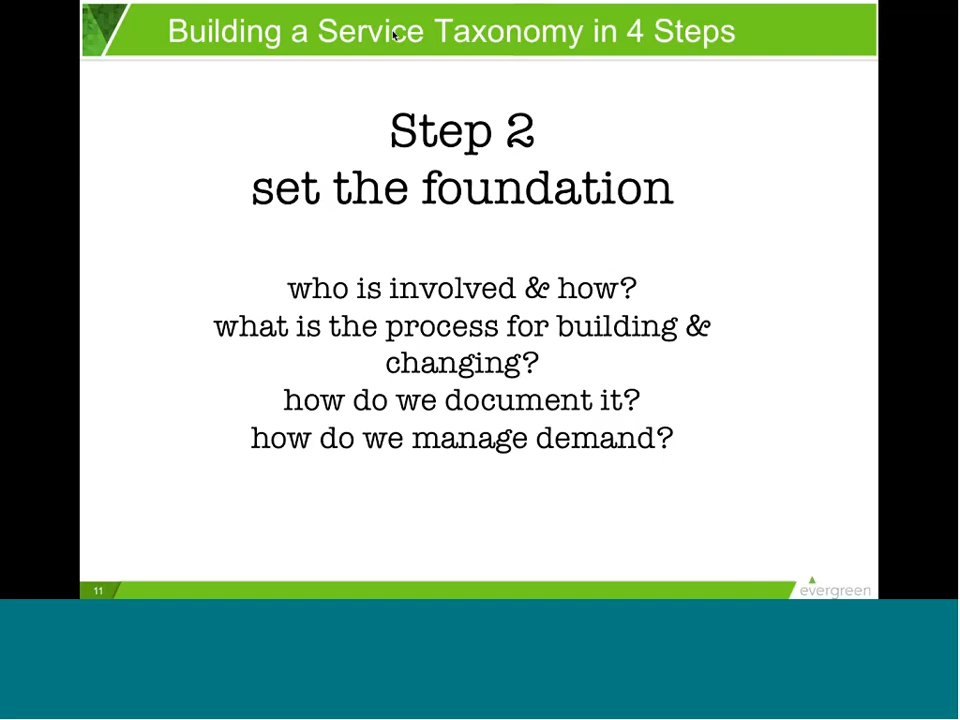 Building a Service Taxonomy in 4 Steps
Step 2
set the foundation
who is involved & how?
what is the process for building &
changing?
how do we document it?
how do we manage demand?
11
evergreen